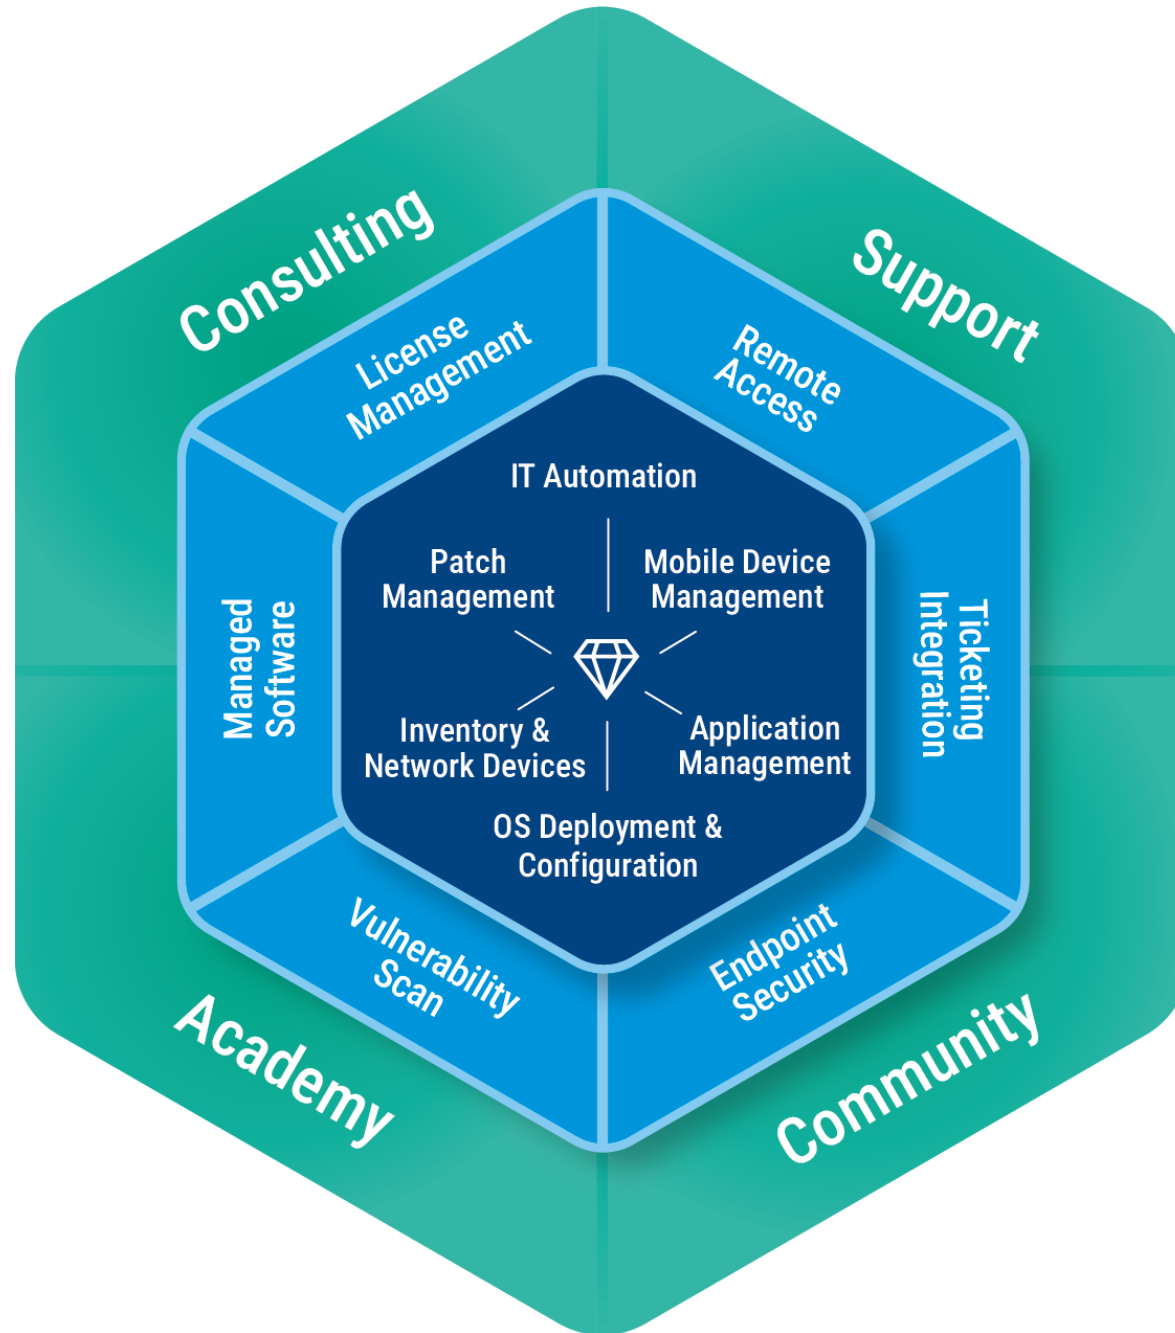 Consulting
Support
License
Management
Remote
Access
IT Automation
Patch
Management
Mobile Device
Management
Managed
Software
Ticketing
Integration
Inventory &
Network Devices
Application
Management
OS Deployment &
Configuration
Vulnerability
Scan
Endpoint
Security
Academy
Community